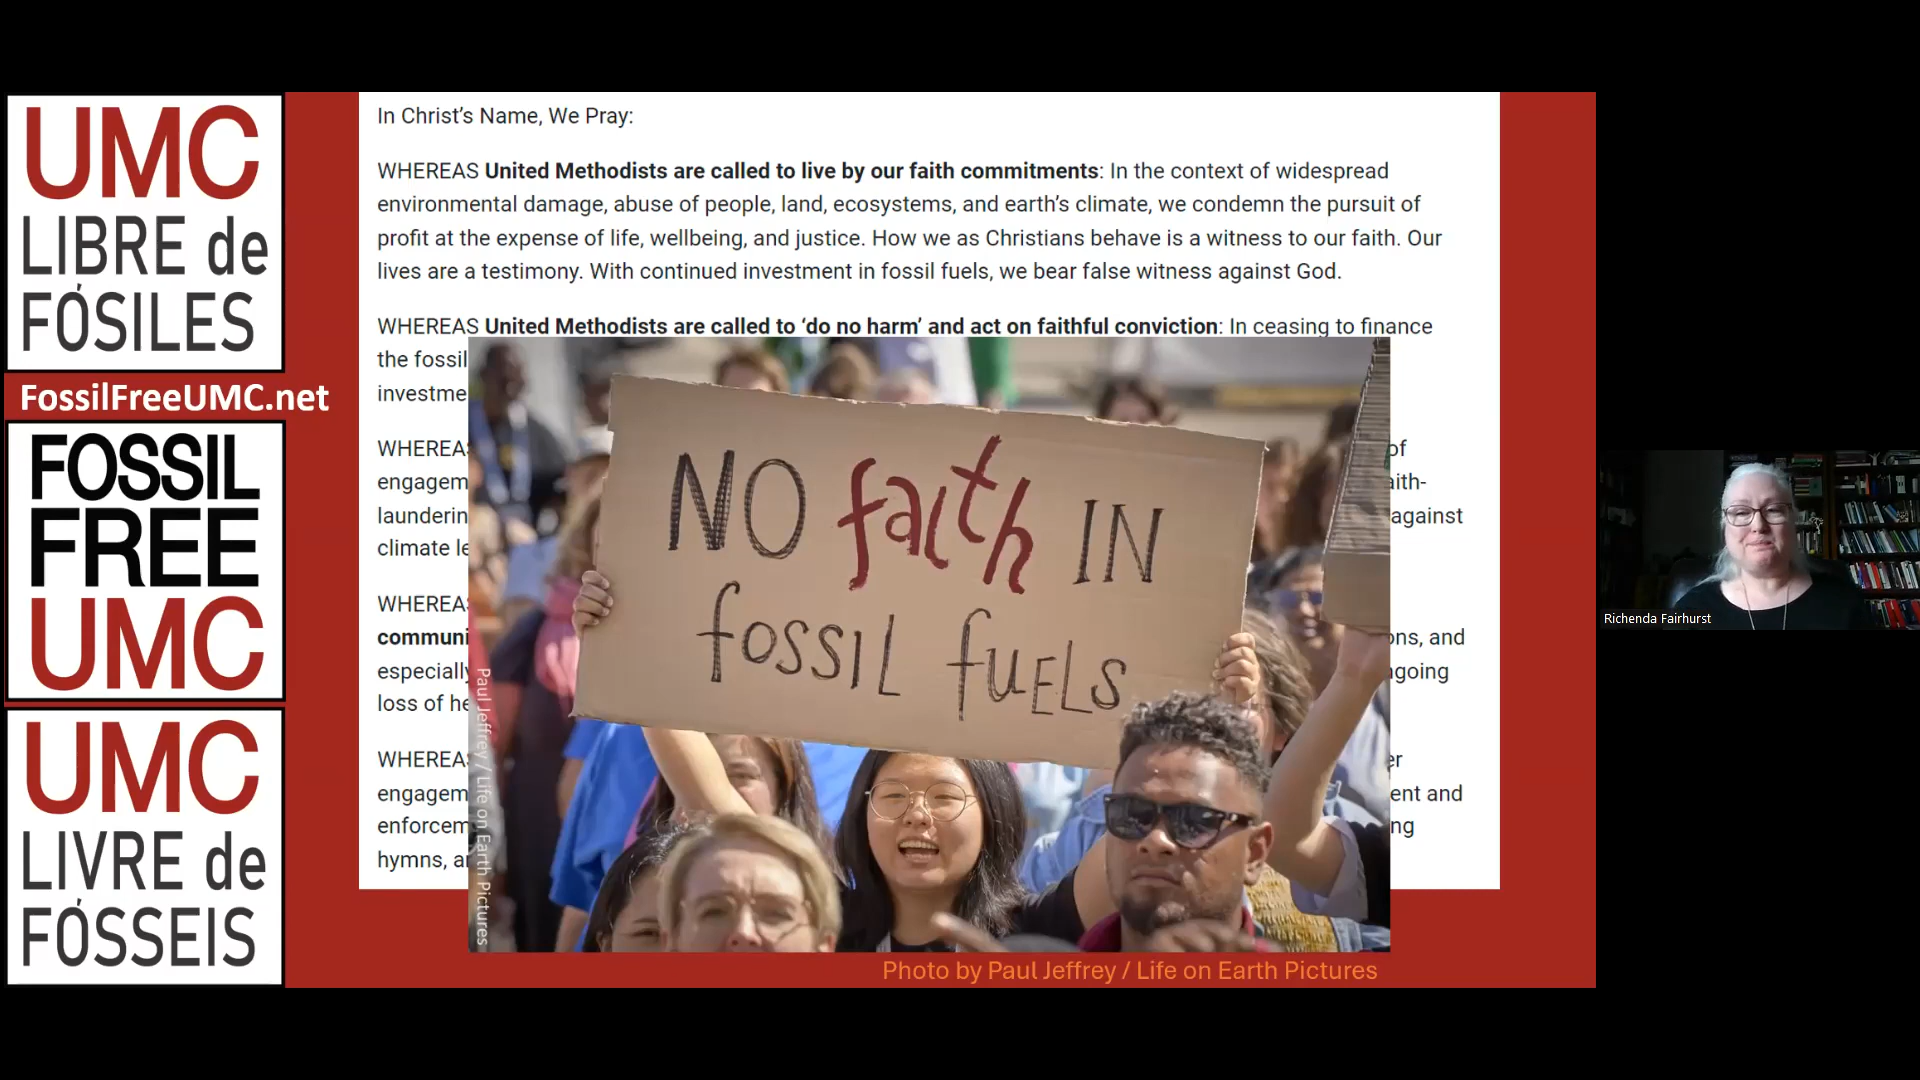 UMC
LIBRE de
FÓSILES
FossilFreeUMC.net
FOSSIL
FREE
UMC
UMC
LIVRE de
FÓSSEIS
In Christ’s Name, We Pray:
WHEREAS United Methodists are called to live by our faith commitments: In the context of widespread
environmental damage, abuse of people, land, ecosystems, and earth’s climate, we condemn the pursuit of
profit at the expense of life, wellbeing, and justice. How we as Christians behave is a witness to our faith. Our
lives are a testimony. With continued investment in fossil fuels, we bear false witness against God.
WHEREAS United Methodists are called to ‘do no harm’ and act on faithful conviction: In ceasing to finance
the fossil
investme
WHEREAS
of
engagem
aith-
launderin
against
climate le
WHEREAS
communi
ons, and
especially
ngoing
loss of he
WHEREAS
er
engagem
ent and
enforcem
ng
hymns, a
NO faith IN
fossil fuels
Paul Jeffrey / Life on Earth Pictures
Photo by Paul Jeffrey / Life on Earth Pictures
Richenda Fairhurst